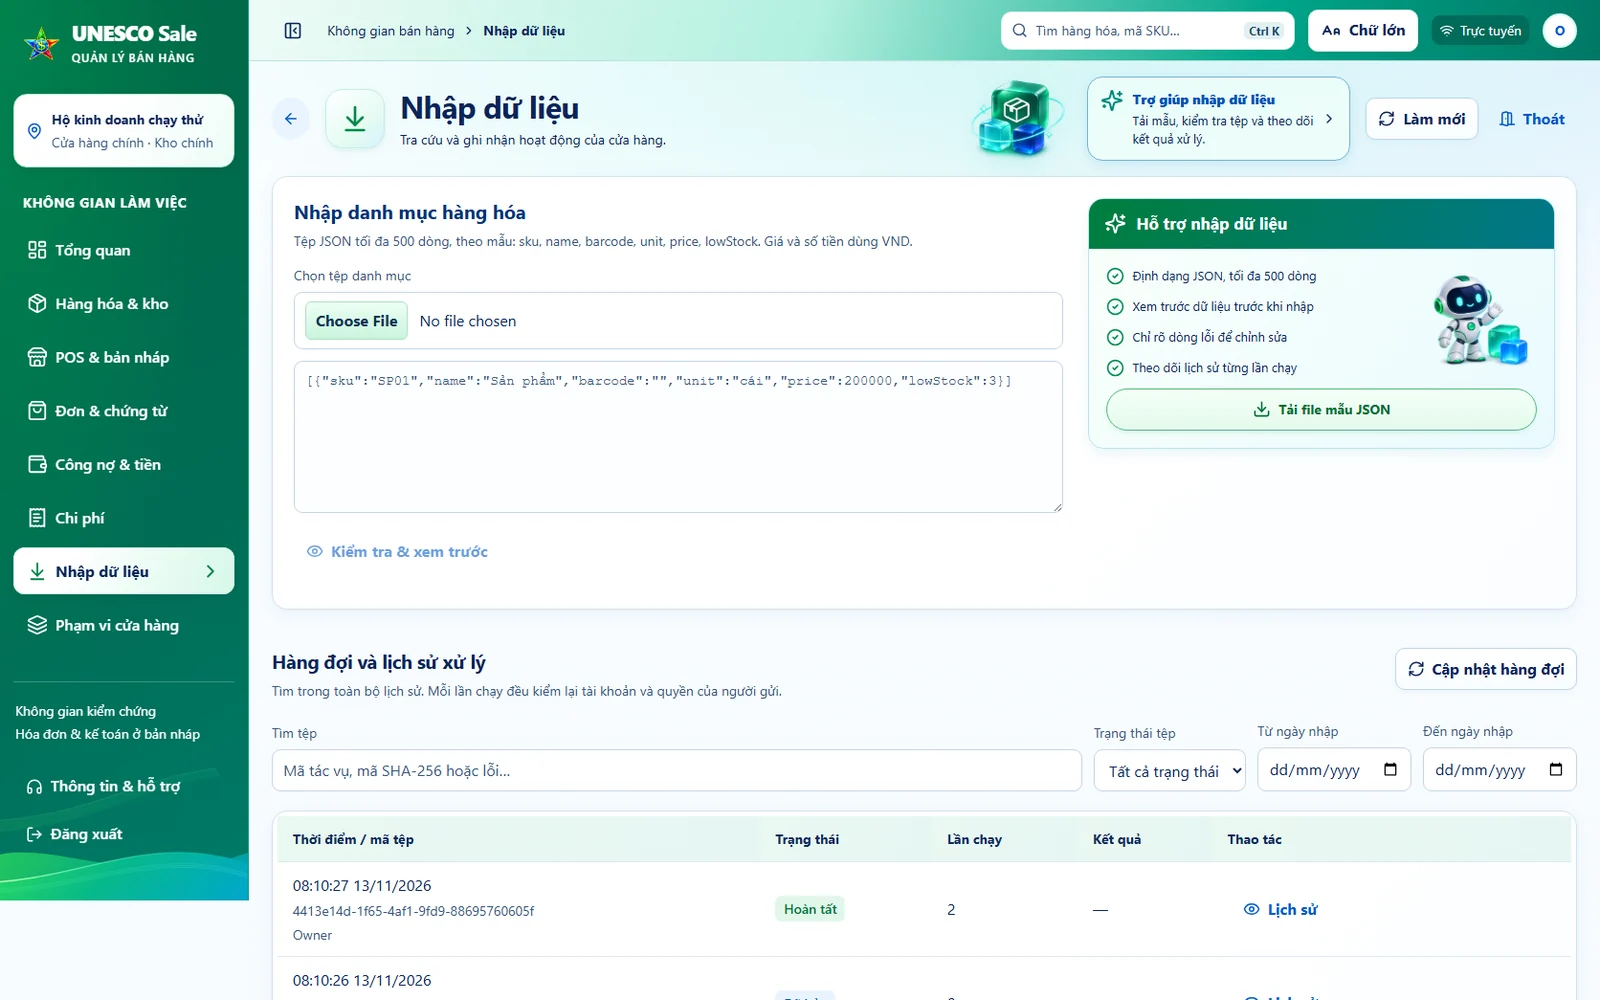 UNESCO Sale
QUẢN LÝ BÁN HÀNG
Hộ kinh doanh chạy thử
Cửa hàng chính · Kho chính
KHÔNG GIAN LÀM VIỆC
Tổng quan
Hàng hóa & kho
POS & bản nháp
Đơn & chứng từ
Công nợ & tiền
Chi phí
Nhập dữ liệu
Phạm vi cửa hàng
Không gian kiểm chứng
Hóa đơn & kế toán ở bản nháp
Thông tin & hỗ trợ
Đăng xuất
Không gian bán hàng > Nhập dữ liệu
Tìm hàng hóa, mã SKU...
Ctrl K
Aa Chữ lớn
Trực tuyến
O
Nhập dữ liệu
Tra cứu và ghi nhận hoạt động của cửa hàng.
Trợ giúp nhập dữ liệu
Tải mẫu, kiểm tra tệp và theo dõi
kết quả xử lý.
Làm mới
Thoát
Nhập danh mục hàng hóa
Tệp JSON tối đa 500 dòng, theo mẫu: sku, name, barcode, unit, price, lowStock. Giá và số tiền dùng VND.
Chọn tệp danh mục
Choose File No file chosen
[{"sku":"SP01","name":"Sản phẩm","barcode":"","unit":"cái","price":200000,"lowStock":3}]
Kiểm tra & xem trước
Hỗ trợ nhập dữ liệu
Định dạng JSON, tối đa 500 dòng
Xem trước dữ liệu trước khi nhập
Chỉ rõ dòng lỗi để chỉnh sửa
Theo dõi lịch sử từng lần chạy
Tải file mẫu JSON
Hàng đợi và lịch sử xử lý
Tìm trong toàn bộ lịch sử. Mỗi lần chạy đều kiểm lại tài khoản và quyền của người gửi.
Cập nhật hàng đợi
Tìm tệp
Mã tác vụ, mã SHA-256 hoặc lỗi...
Trạng thái tệp
Tất cả trạng thái
Từ ngày nhập
dd/mm/yyyy
Đến ngày nhập
dd/mm/yyyy
Thời điểm / mã tệp Trạng thái Lần chạy Kết quả Thao tác
08:10:27 13/11/2026
4413e14d-1f65-4af1-9fd9-88695760605f
Owner
Hoàn tất
2
—
Lịch sử
08:10:26 13/11/2026